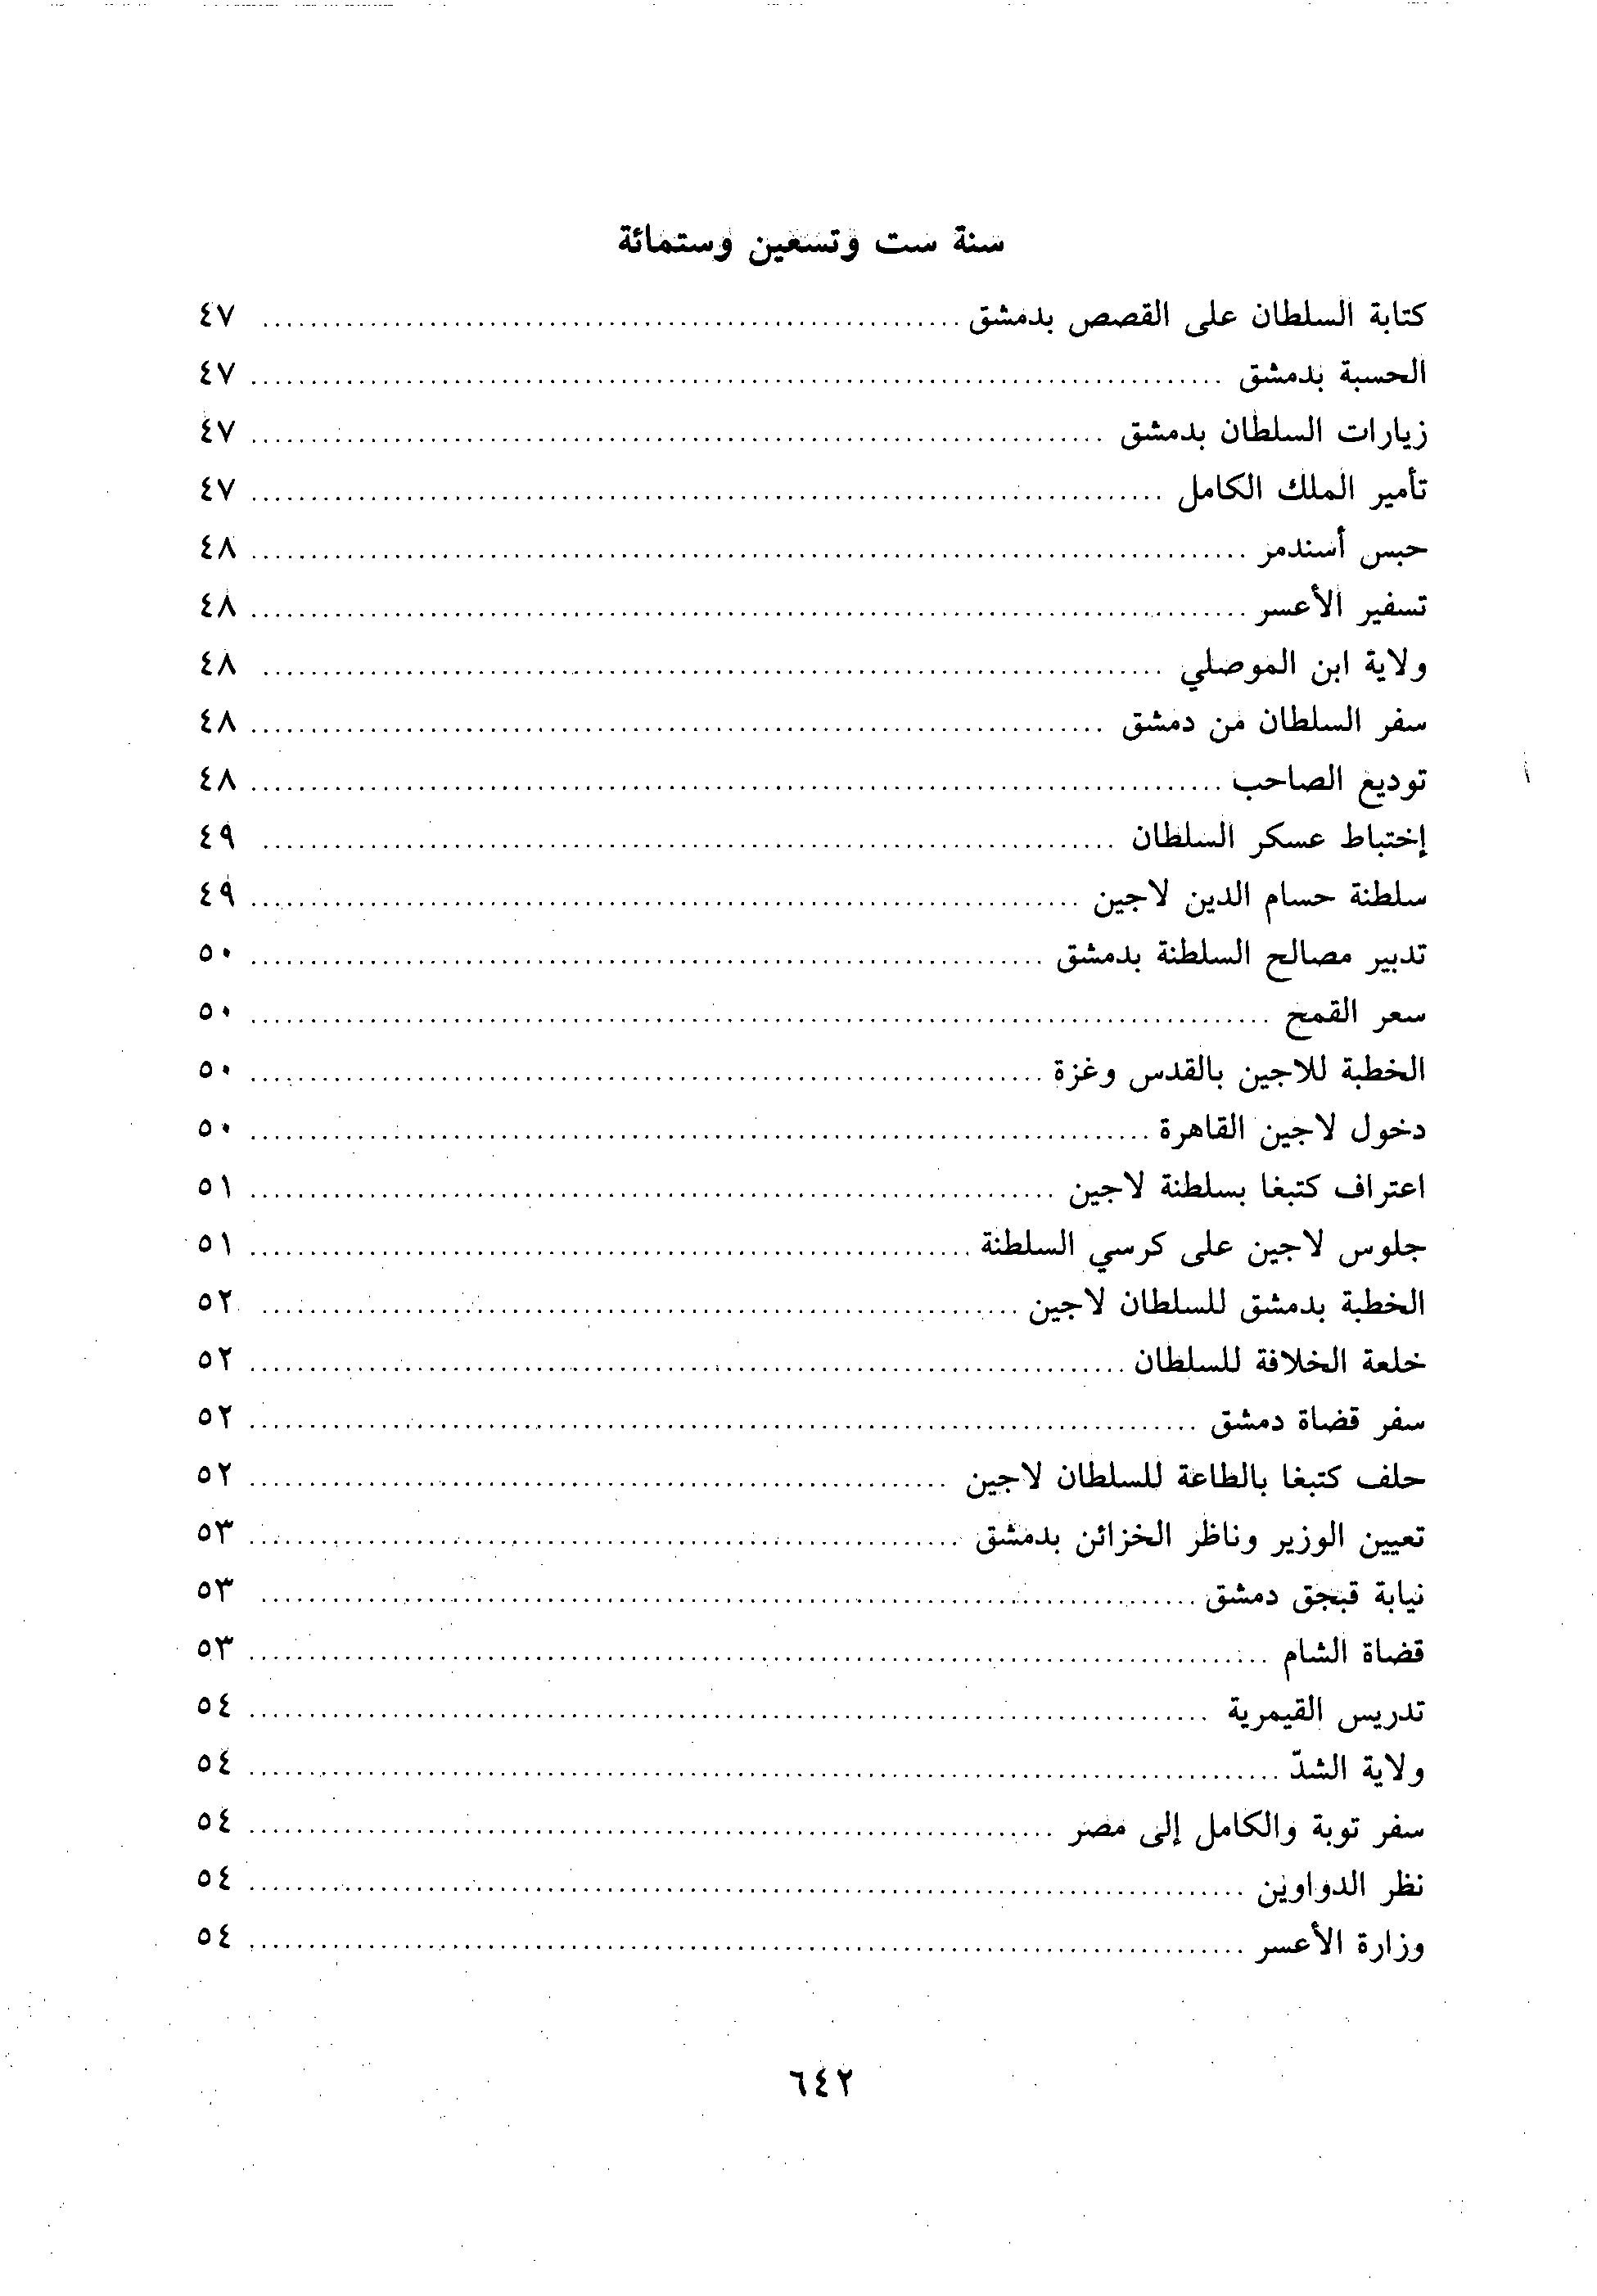 سنة ست وتسعين وستمائة
كتابة السلطان على القصص بدمشق ........ ٤٧
الحسبة بدمشق ........ ٤٧
زيارات السلطان بدمشق ........ ٤٧
تأمير الملك الكامل ........ ٤٧
حبس أسندمر ........ ٤٨
تسفير الأعسر ........ ٤٨
ولاية ابن الموصلي ........ ٤٨
سفر السلطان من دمشق ........ ٤٨
توديع الصاحب ........ ٤٨
إختباط عسكر السلطان ........ ٤٩
سلطنة حسام الدين لاجين ........ ٤٩
تدبير مصالح السلطنة بدمشق ........ ٥٠
سعر القمح ........ ٥٠
الخطبة للاجين بالقدس وغزة ........ ٥٠
دخول لاجين القاهرة ........ ٥٠
اعتراف كتبغا بسلطنة لاجين ........ ٥١
جلوس لاجين على كرسي السلطنة ........ ٥١
الخطبة بدمشق للسلطان لاجين ........ ٥٢
خلعة الخلافة للسلطان ........ ٥٢
سفر قضاة دمشق ........ ٥٢
حلف كتبغا بالطاعة للسلطان لاجين ........ ٥٢
تعيين الوزير وناظر الخزائن بدمشق ........ ٥٣
نيابة قبجق دمشق ........ ٥٣
قضاة الشام ........ ٥٣
تدريس القيمرية ........ ٥٤
ولاية الشدّ ........ ٥٤
سفر توبة والكامل إلى مصر ........ ٥٤
نظر الدواوين ........ ٥٤
وزارة الأعسر ........ ٥٤
٦٤٢